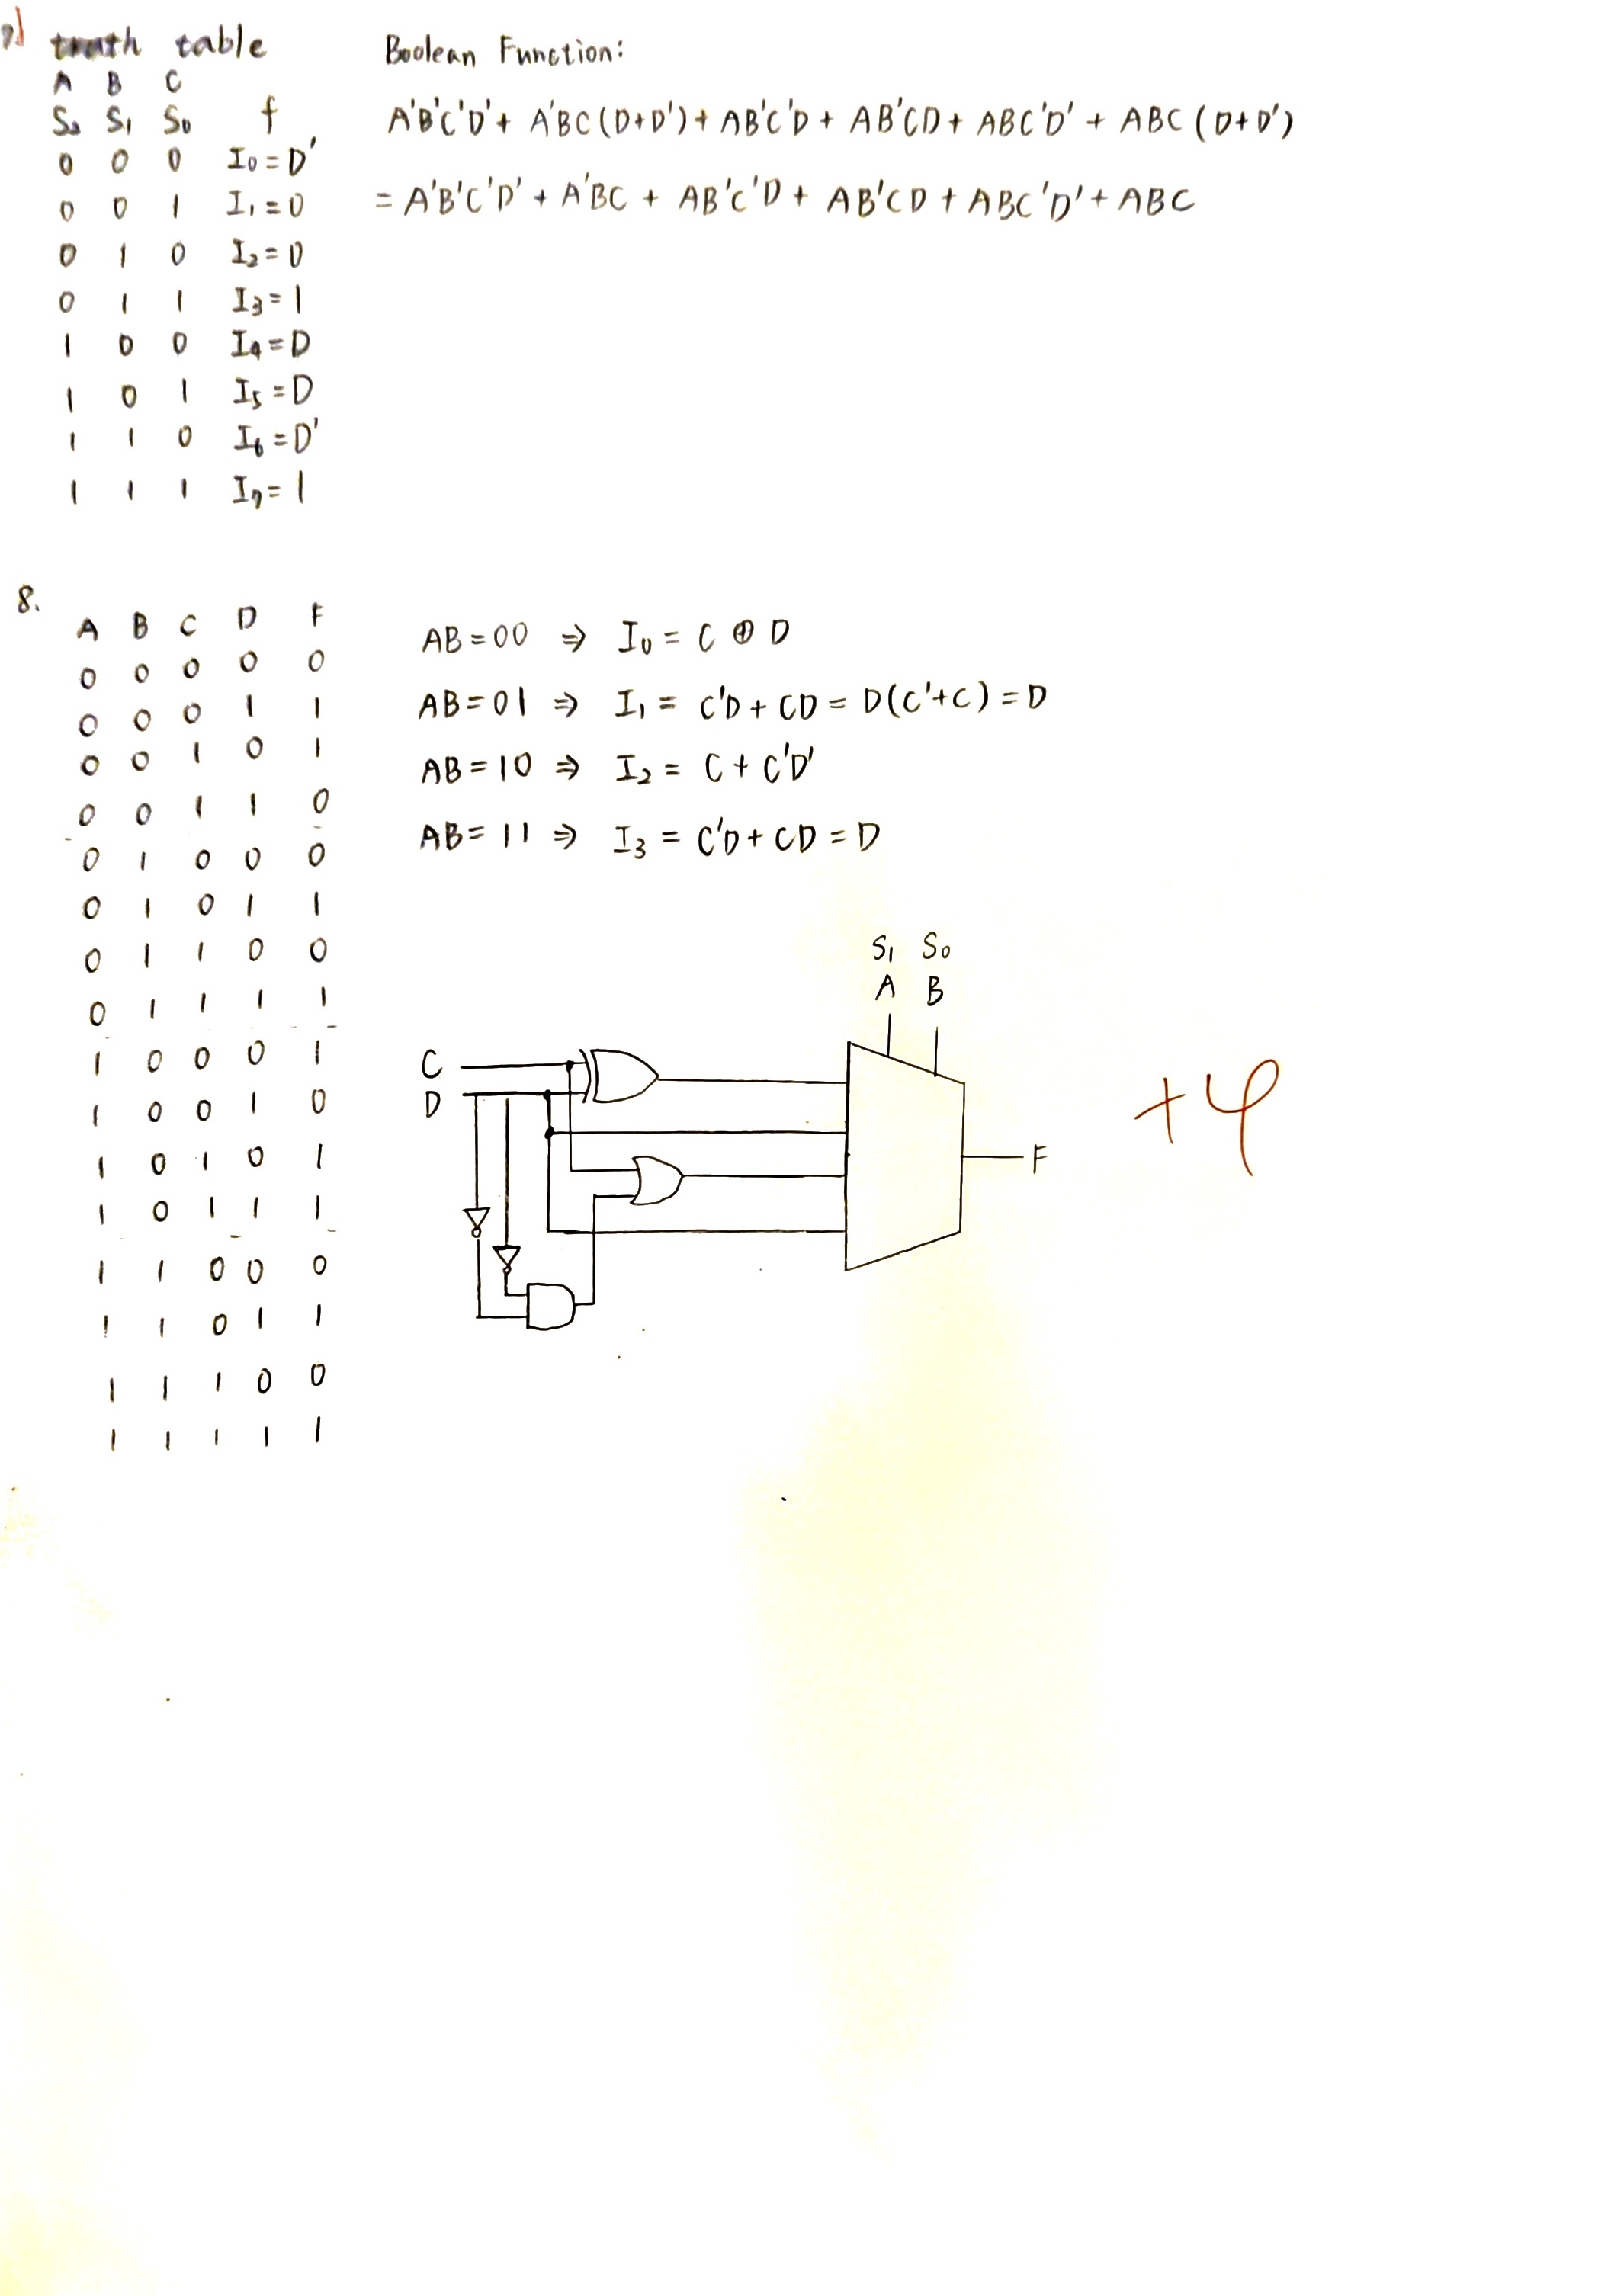 7) truth table
A B C
S2 S1 S0 f
0 0 0 I0 = D'
0 0 1 I1 = 0
0 1 0 I2 = 0
0 1 1 I3 = 1
1 0 0 I4 = D
1 0 1 I5 = D
1 1 0 I6 = D'
1 1 1 I7 = 1
Boolean Function:
A'B'C'D' + A'BC(D+D') + AB'C'D + AB'CD + ABC'D' + ABC(D+D')
= A'B'C'D' + A'BC + AB'C'D + AB'CD + ABC'D' + ABC
8.
A B C D F
0 0 0 0 0
0 0 0 1 1
0 0 1 0 1
0 0 1 1 0
0 1 0 0 0
0 1 0 1 1
0 1 1 0 0
0 1 1 1 1
1 0 0 0 1
1 0 0 1 0
1 0 1 0 1
1 0 1 1 1
1 1 0 0 0
1 1 0 1 1
1 1 1 0 0
1 1 1 1 1
AB=00 ⇒ I0 = C ⊕ D
AB=01 ⇒ I1 = C'D + CD = D(C'+C) = D
AB=10 ⇒ I2 = C + C'D'
AB=11 ⇒ I3 = C'D + CD = D
S1 S0
A B
C
D
F
+4